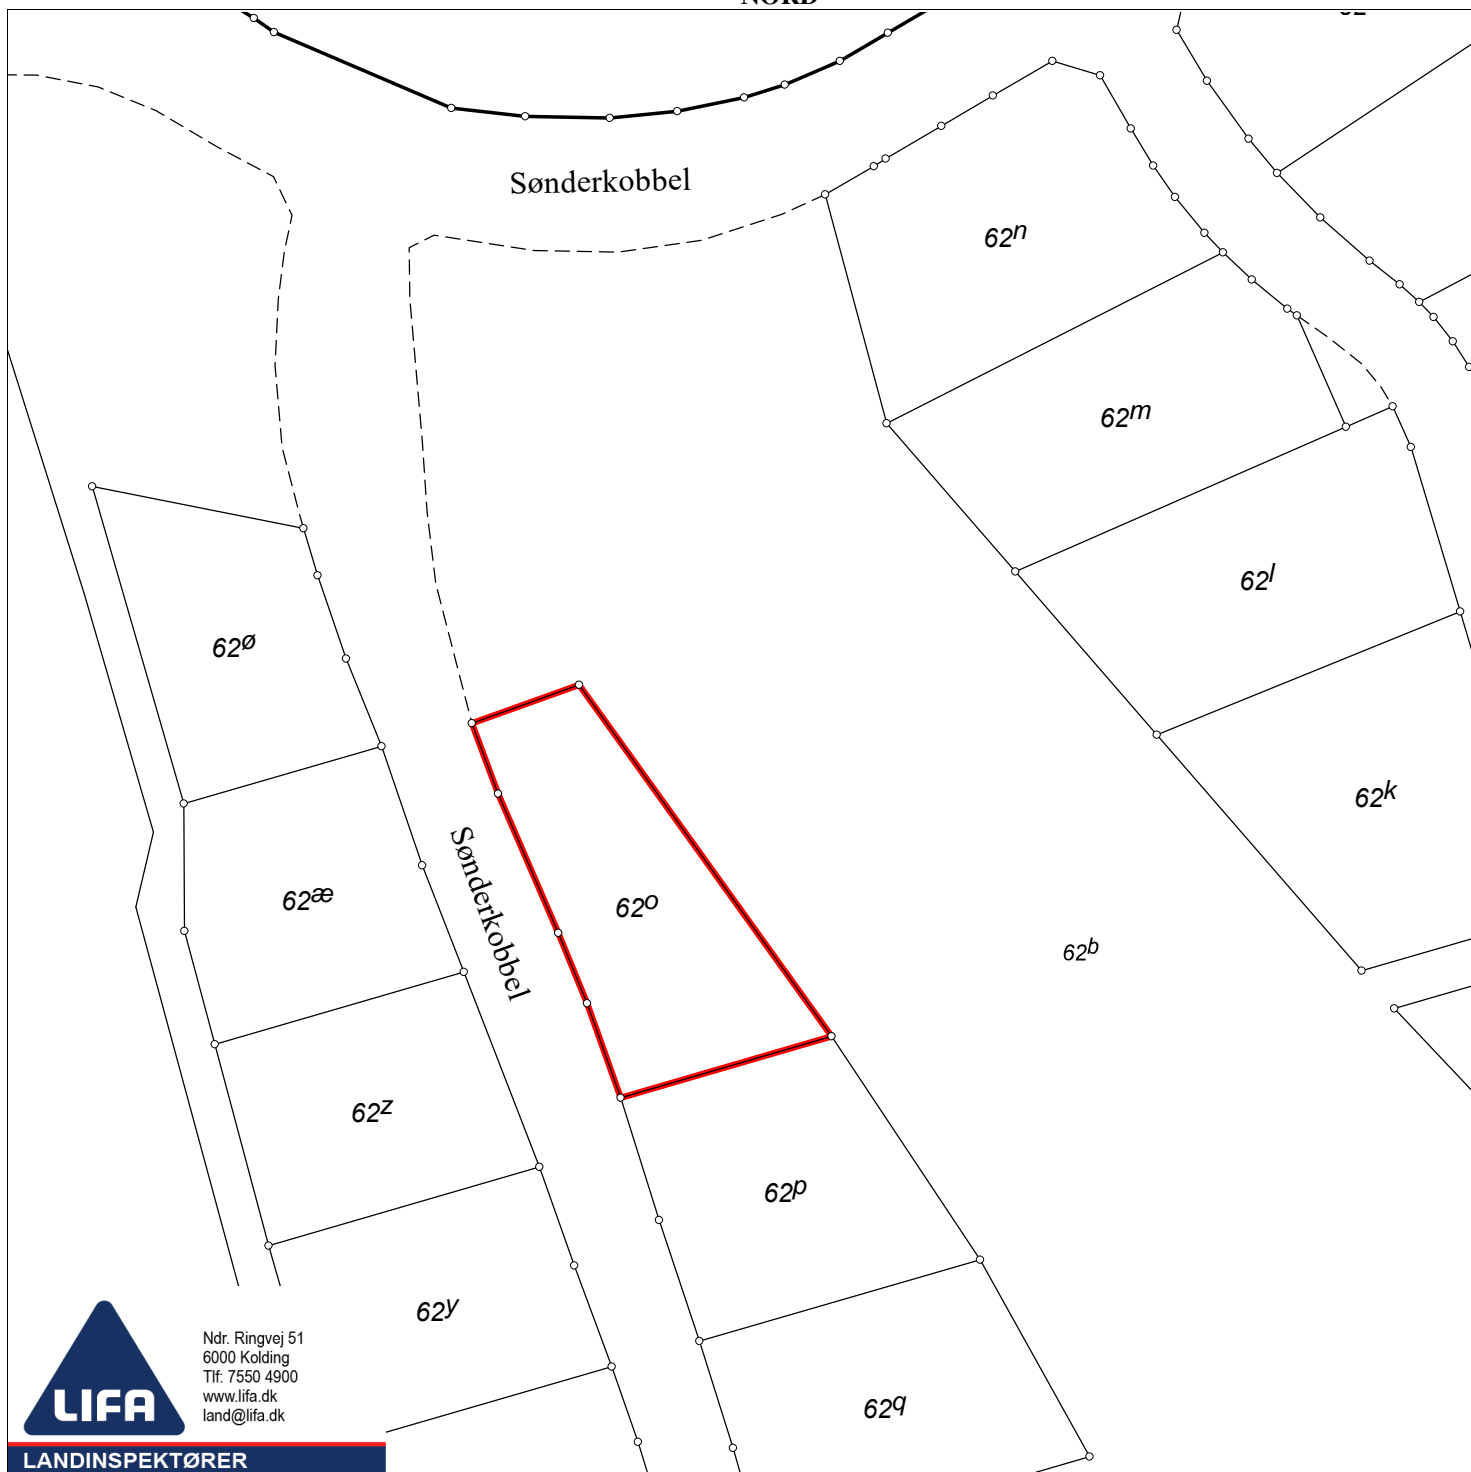 NORD
Sønderkobbel
62n
62m
62l
62ø
62k
Sønderkobbel
62æ
62o
62b
62z
62p
62y
62q
LIFA
Ndr. Ringvej 51
6000 Kolding
Tlf: 7550 4900
www.lifa.dk
land@lifa.dk
LANDINSPEKTØRER